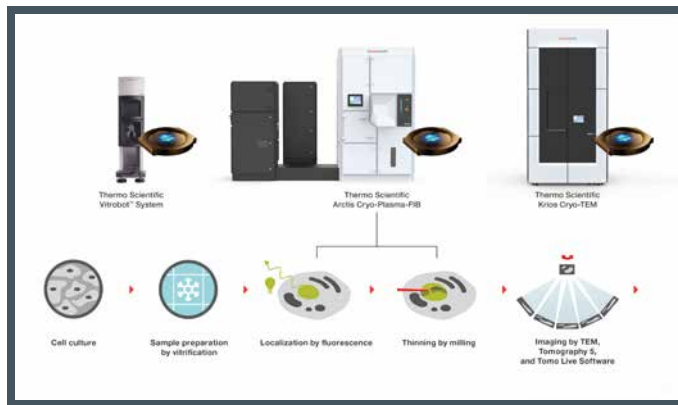 Thermo Scientific
Vitrobot™ System
Thermo Scientific
Arctis Cryo-Plasma-FIB
Thermo Scientific
Krios Cryo-TEM
Cell culture
Sample preparation
by vitrification
Localization by fluorescence
Thinning by milling
Imaging by TEM,
Tomography 5,
and Tomo Live Software